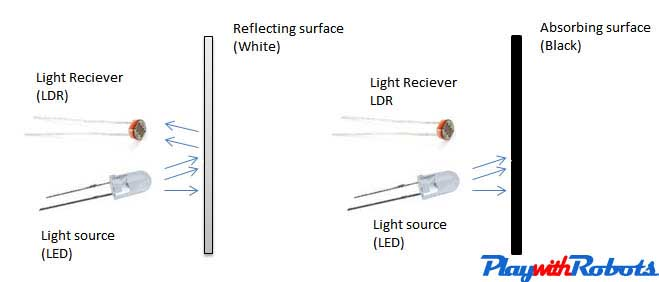 Reflecting surface
(White)
Light Reciever
(LDR)
Light source
(LED)
Absorbing surface
(Black)
Light Reciever
LDR
Light source
(LED)
PlaywithRobots